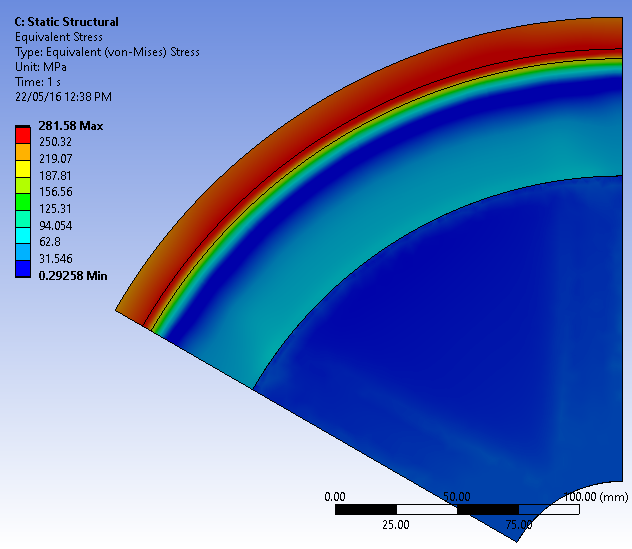 C: Static Structural
Equivalent Stress
Type: Equivalent (von-Mises) Stress
Unit: MPa
Time: 1 s
22/05/16 12:38 PM
281.58 Max
250.32
219.07
187.81
156.56
125.31
94.054
62.8
31.546
0.29258 Min
0.00 50.00 100.00 (mm)
25.00 75.00